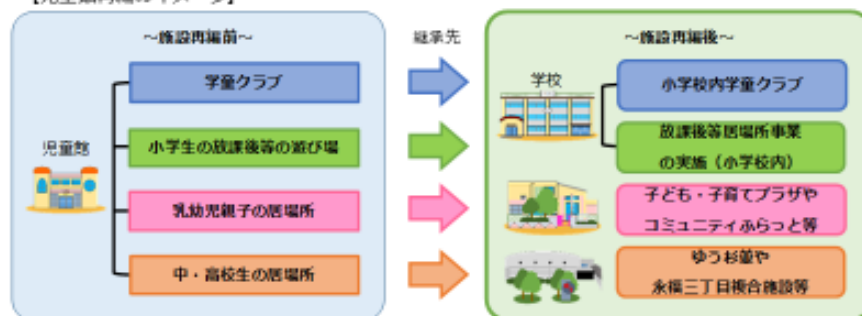 ～施設再編前～
継承先
～施設再編後～
児童館
学童クラブ
小学生の放課後等の遊び場
乳幼児親子の居場所
中・高校生の居場所
学校
小学校内学童クラブ
放課後等居場所事業
の実施（小学校内）
子ども・子育てプラザや
コミュニティふらっと等
ゆう杉並や
永福三丁目複合施設等